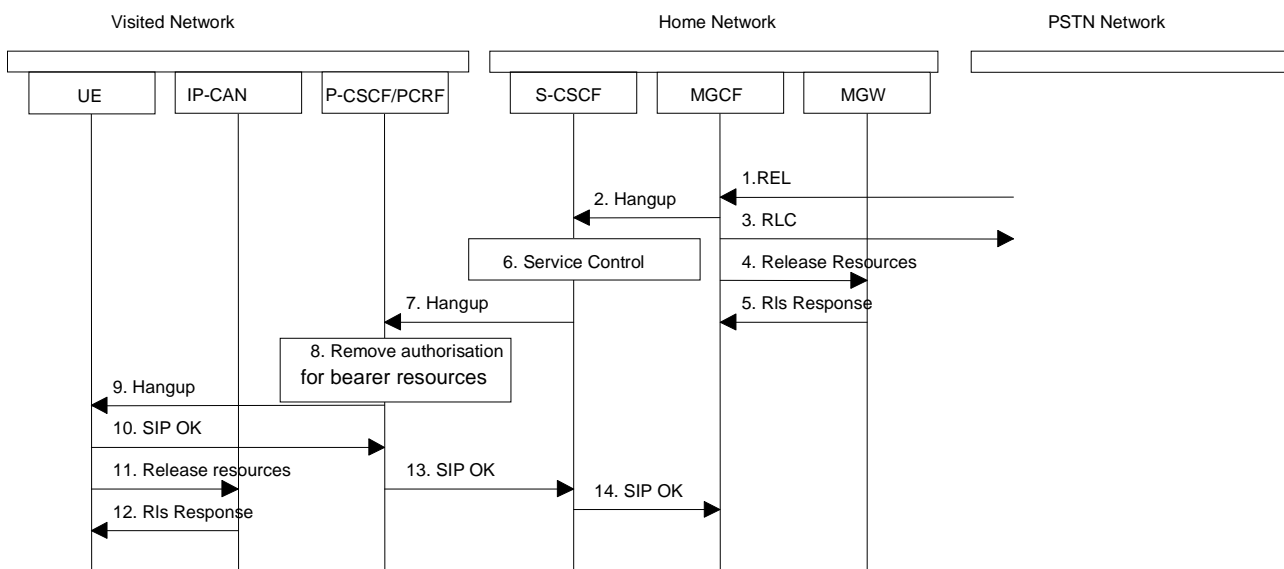 Visited Network
Home Network
PSTN Network
UE
IP-CAN
P-CSCF/PCRF
S-CSCF
MGCF
MGW
1.REL
2. Hangup
3. RLC
6. Service Control
4. Release Resources
7. Hangup
5. Rls Response
8. Remove authorisation
for bearer resources
9. Hangup
10. SIP OK
11. Release resources
13. SIP OK
14. SIP OK
12. Rls Response